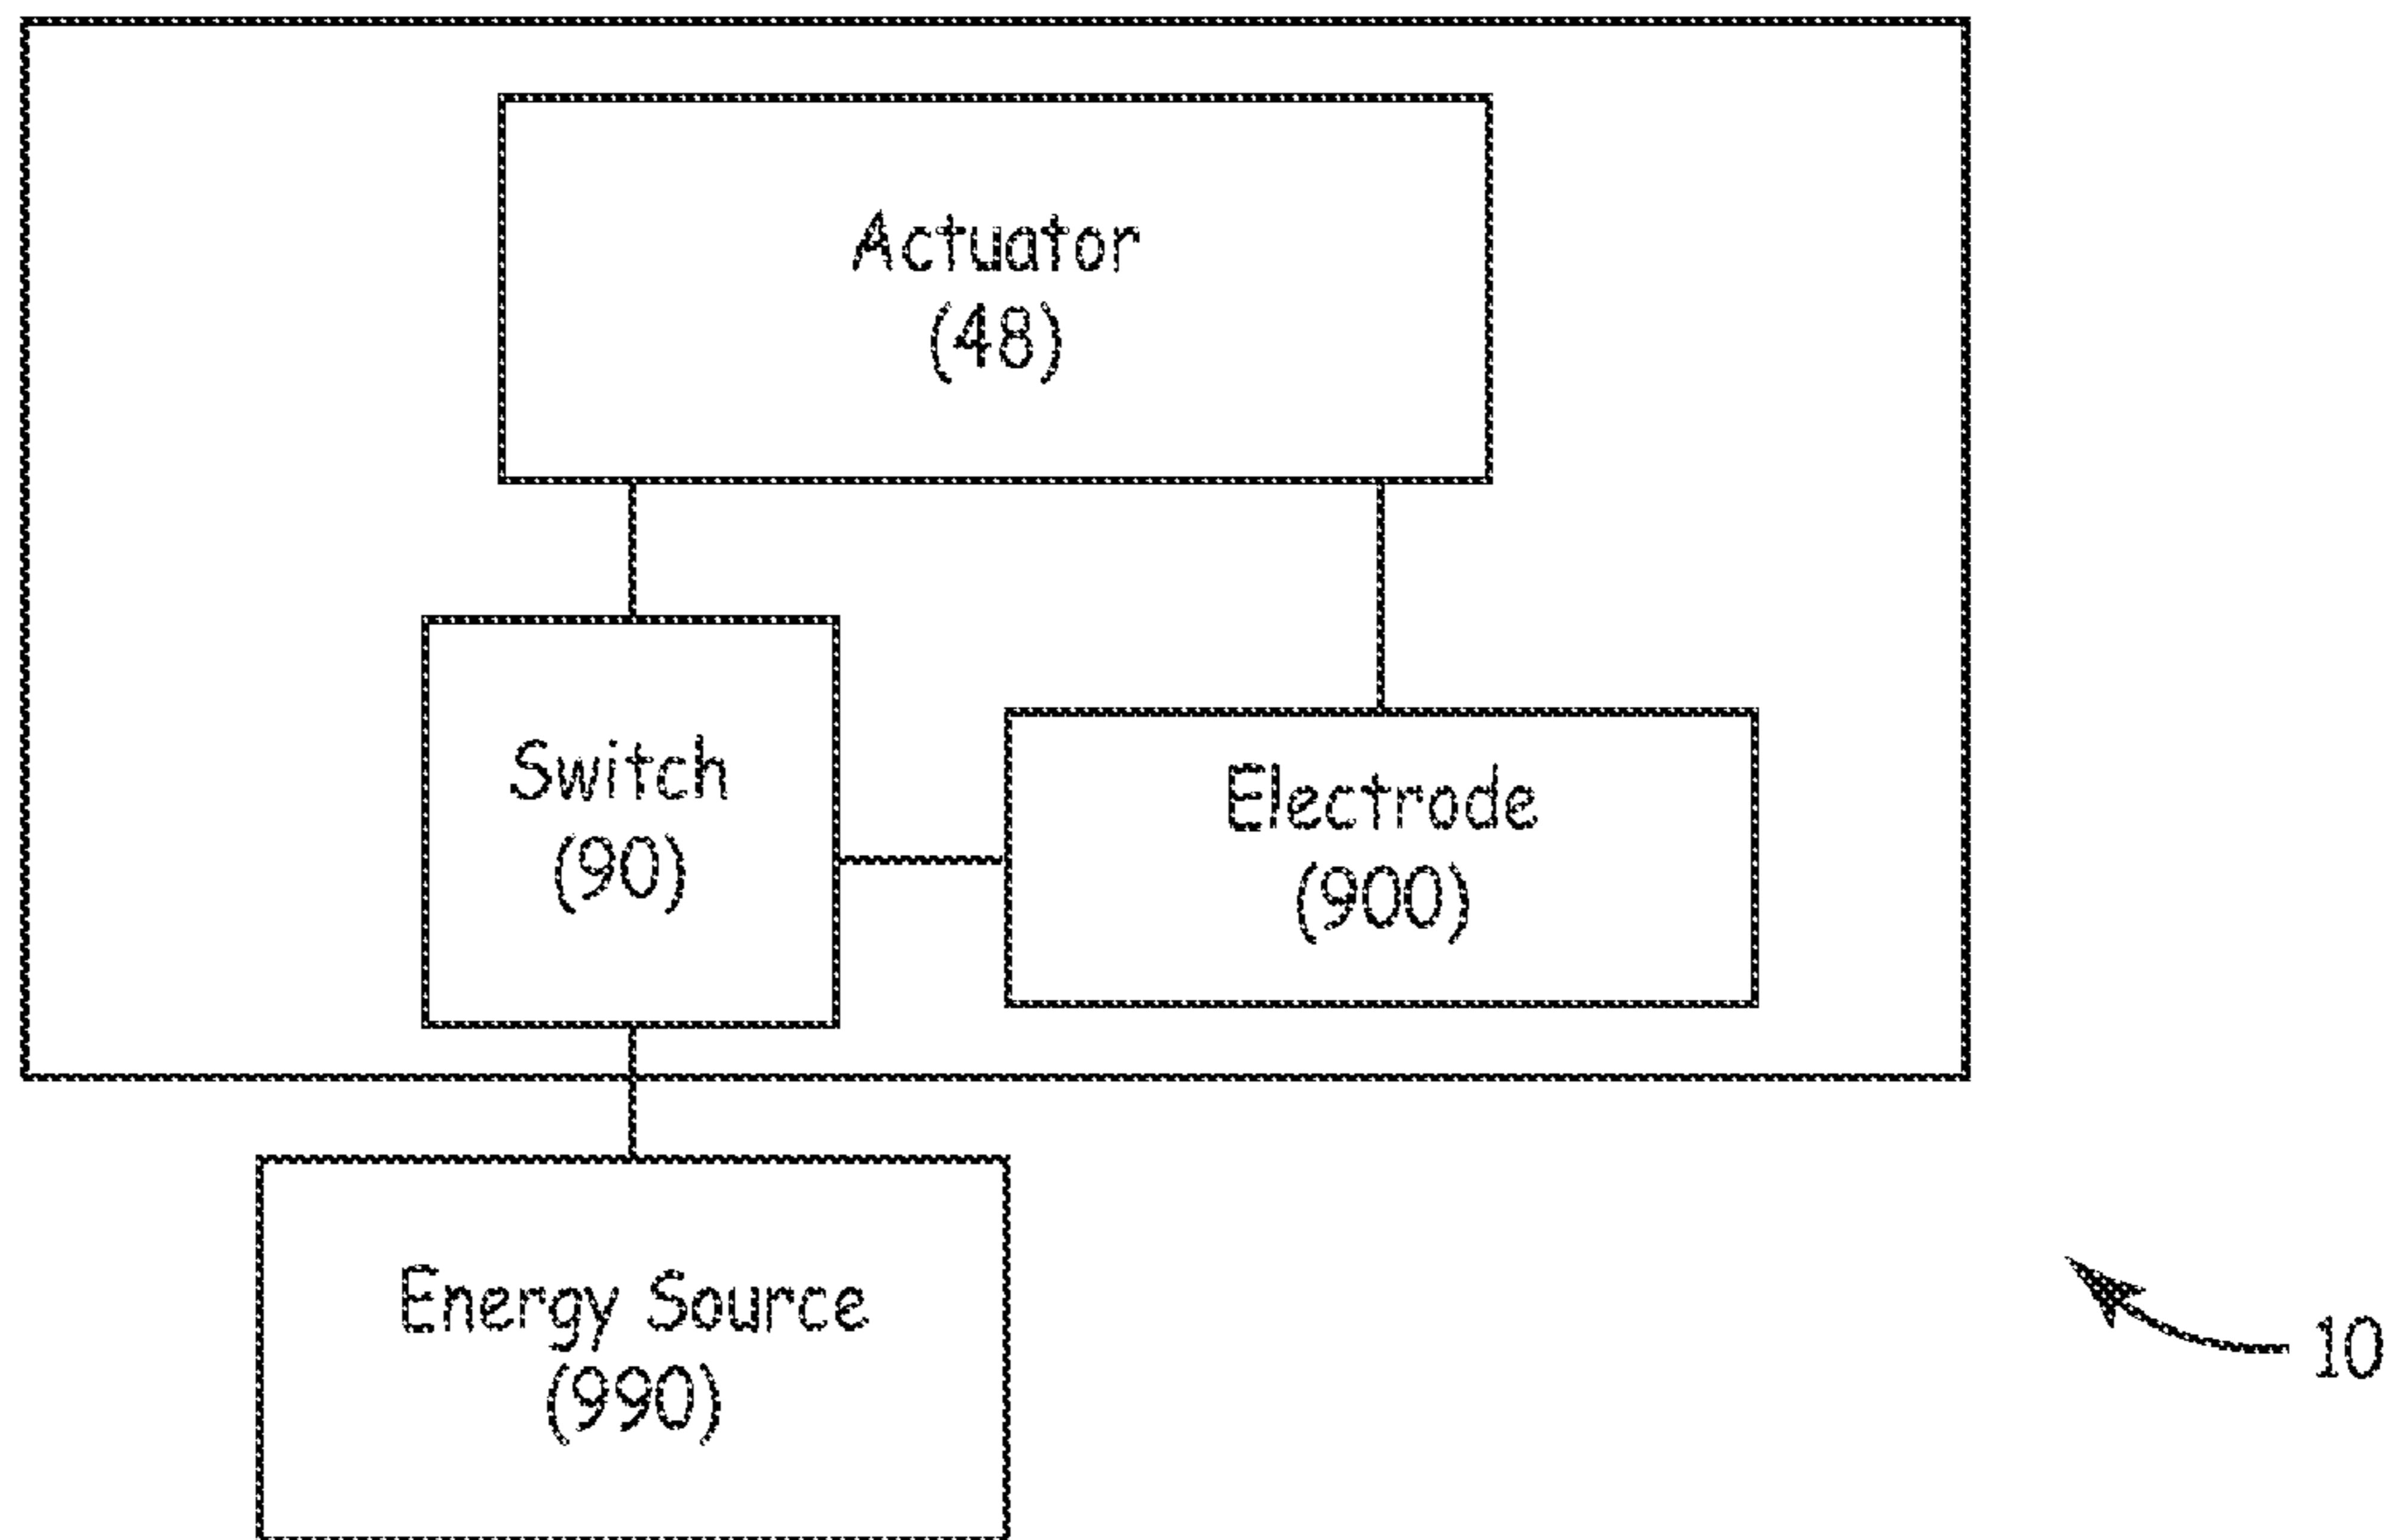 Actuator
(48)
Switch
(90)
Electrode
(900)
Energy Source
(990)
10